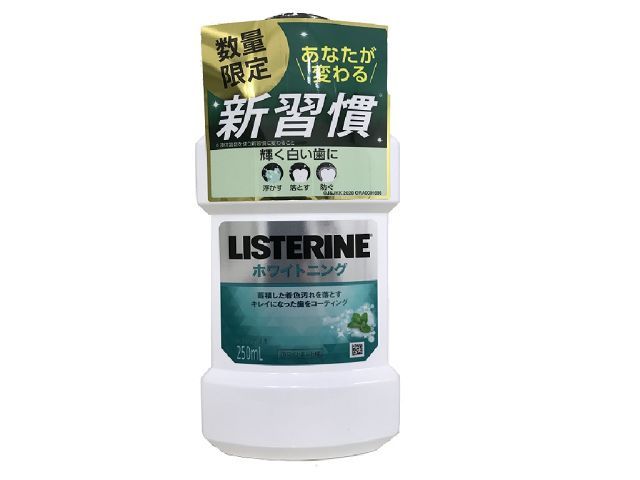 数量
限定
あなたが
変わる
新習慣
輝く白い歯に
浮かす 落とす 防ぐ
LISTERINE®
ホワイトニング
蓄積した着色汚れを落とす
キレイになった歯をコーティング
250mL